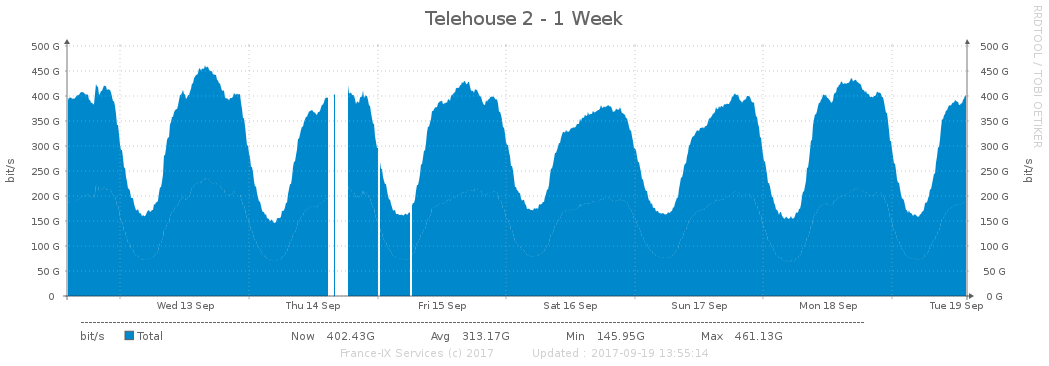 Telehouse 2 - 1 Week
RRDTOOL / TOBI OETIKER
500 G 500 G
450 G 450 G
400 G 400 G
350 G 350 G
300 G 300 G
250 G 250 G
200 G 200 G
150 G 150 G
100 G 100 G
50 G 50 G
0 0 G
bit/s bit/s
Wed 13 Sep Thu 14 Sep Fri 15 Sep Sat 16 Sep Sun 17 Sep Mon 18 Sep Tue 19 Sep
bit/s Total Now 402.43G Avg 313.17G Min 145.95G Max 461.13G
France-IX Services (c) 2017 Updated : 2017-09-19 13:55:14